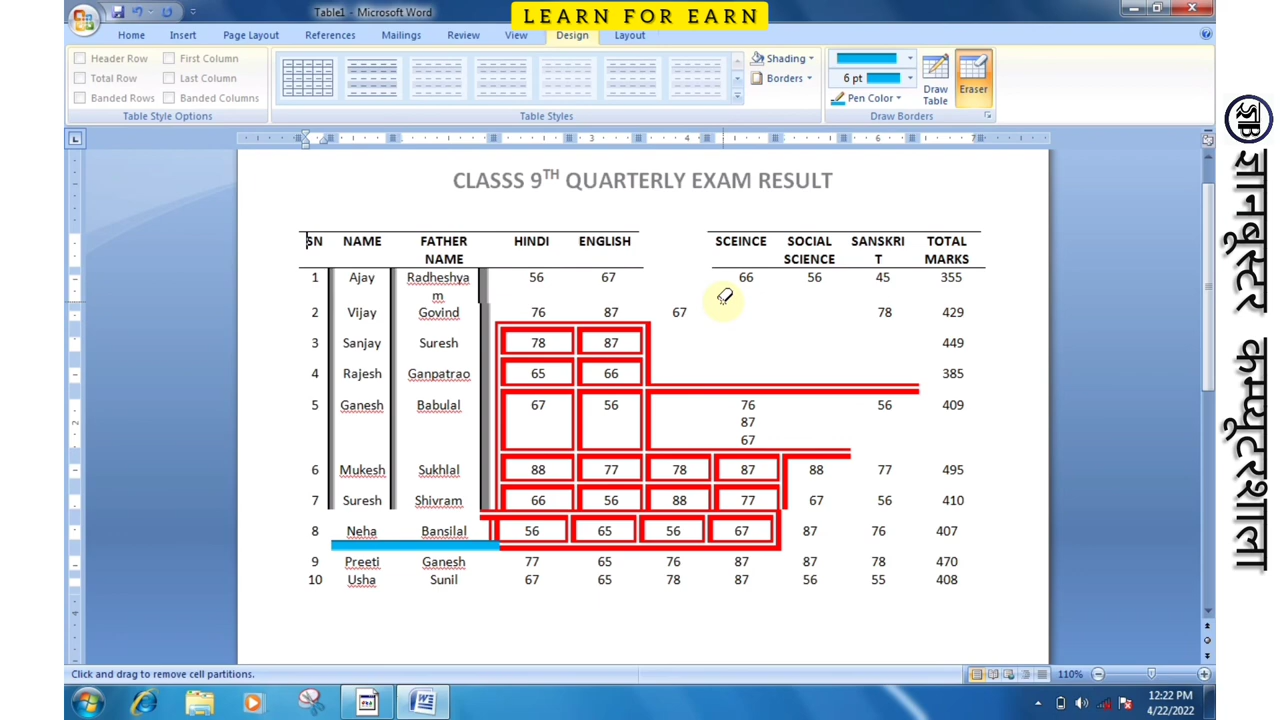 LEARN FOR EARN
Table1 - Microsoft Word
Home Insert Page Layout References Mailings Review View Design Layout
Header Row First Column
Total Row Last Column
Banded Rows Banded Columns
Table Style Options
Table Styles
Shading
Borders
6 pt
Pen Color
Draw Table
Eraser
Draw Borders
3 4 6 7
CLASSS 9TH QUARTERLY EXAM RESULT
SN NAME FATHER NAME HINDI ENGLISH SCEINCE SOCIAL SCIENCE SANSKRI T TOTAL MARKS
1 Ajay Radheshya m 56 67 66 56 45 355
2 Vijay Govind 76 87 67 78 429
3 Sanjay Suresh 78 87 449
4 Rajesh Ganpatrao 65 66 385
5 Ganesh Babulal 67 56 76 56 409
87
67
6 Mukesh Sukhlal 88 77 78 87 88 77 495
7 Suresh Shivram 66 56 88 77 67 56 410
8 Neha Bansilal 56 65 56 67 87 76 407
9 Preeti Ganesh 77 65 76 87 87 78 470
10 Usha Sunil 67 65 78 87 56 55 408
Click and drag to remove cell partitions.
110%
12:22 PM
4/22/2022
ज्ञानबूस्टर कम्प्यूटरशाला